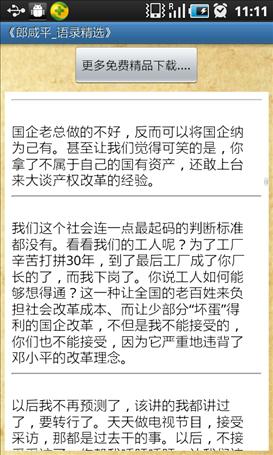 11:11
《郎咸平_语录精选》
更多免费精品下载....
国企老总做的不好，反而可以将国企纳
为己有。甚至让我们觉得可笑的是，你
拿了不属于自己的国有资产，还敢上台
来大谈产权改革的经验。
我们这个社会连一点最起码的判断标准
都没有。看看我们的工人呢？为了工厂
辛苦打拼30年，到了最后工厂成了你厂
长的了，而我下岗了。你说工人如何能
够想得通？这一种让全国的老百姓来负
担社会改革成本、而让少部分“坏蛋”得
利的国企改革，不但是我不能接受的，
你们也不能接受，因为它严重地违背了
邓小平的改革理念。
以后我不再预测了，该讲的我都讲过
了，要转行了。天天做电视节目，接受
采访，那都是过去干的事。以后，不接